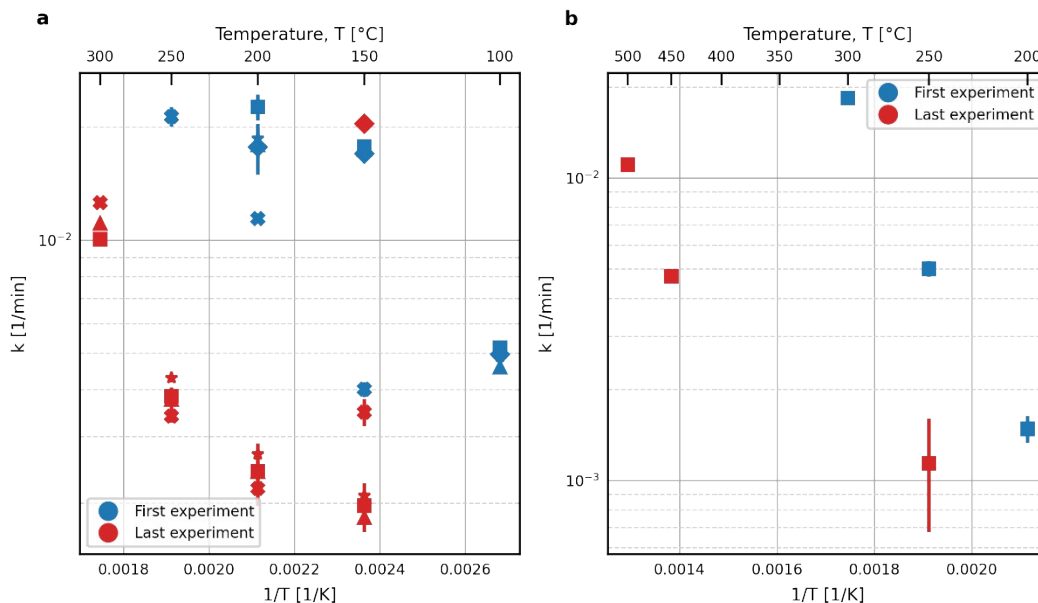 a
Temperature, T [°C]
300 250 200 150 100
k [1/min]
10⁻²
First experiment
Last experiment
0.0018 0.0020 0.0022 0.0024 0.0026
1/T [1/K]
b
Temperature, T [°C]
500 450 400 350 300 250 200
k [1/min]
First experiment
Last experiment
10⁻²
10⁻³
0.0014 0.0016 0.0018 0.0020
1/T [1/K]